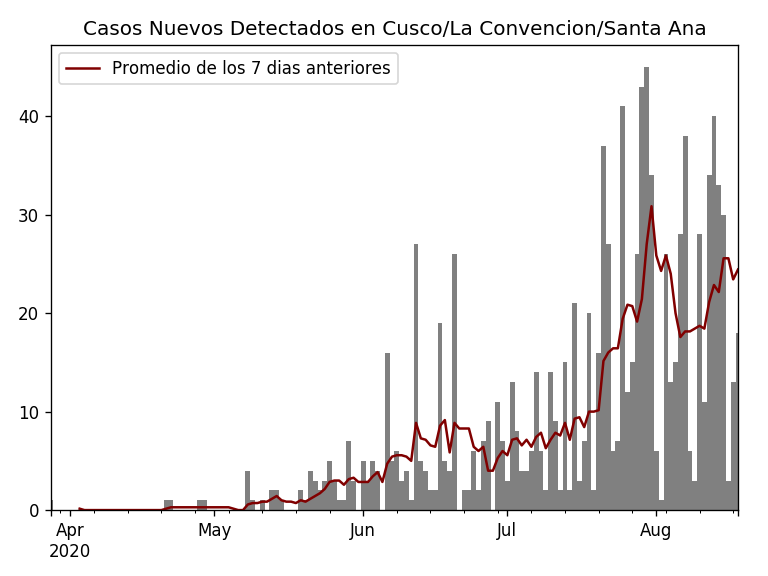 Casos Nuevos Detectados en Cusco/La Convencion/Santa Ana
Promedio de los 7 dias anteriores
40
30
20
10
0
Apr May Jun Jul Aug
2020